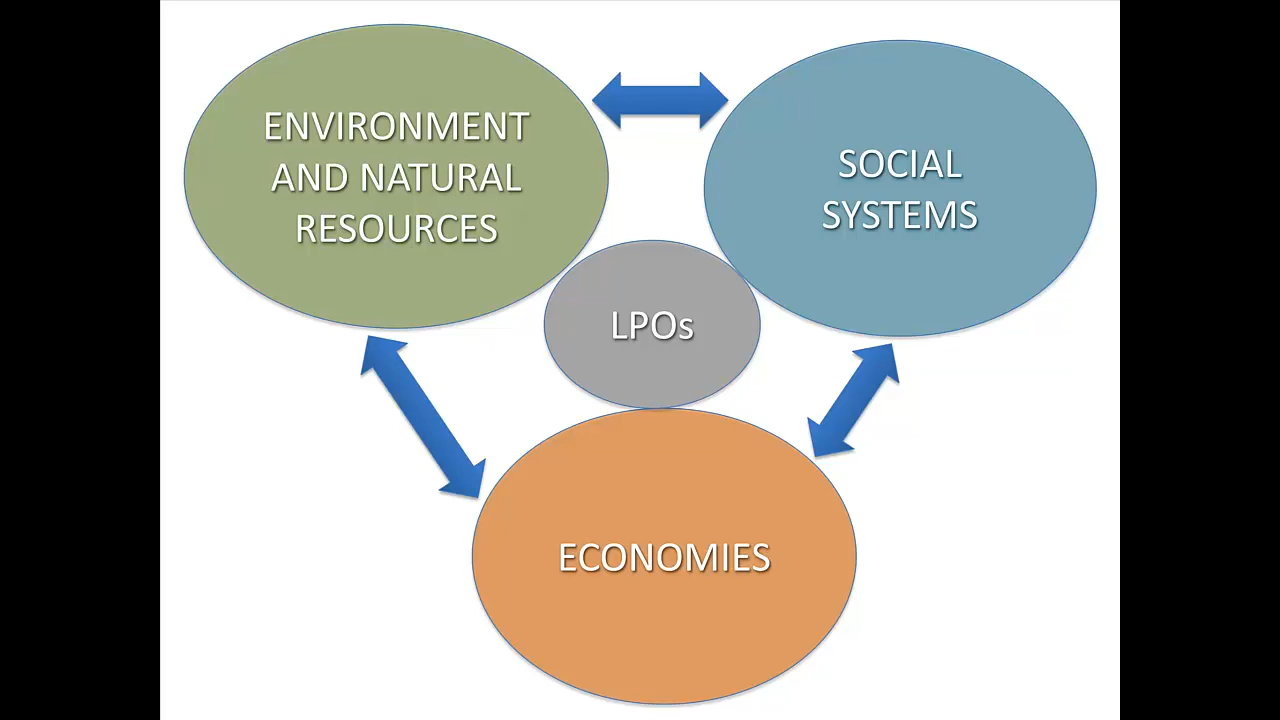 ENVIRONMENT
AND NATURAL
RESOURCES
SOCIAL
SYSTEMS
LPOs
ECONOMIES